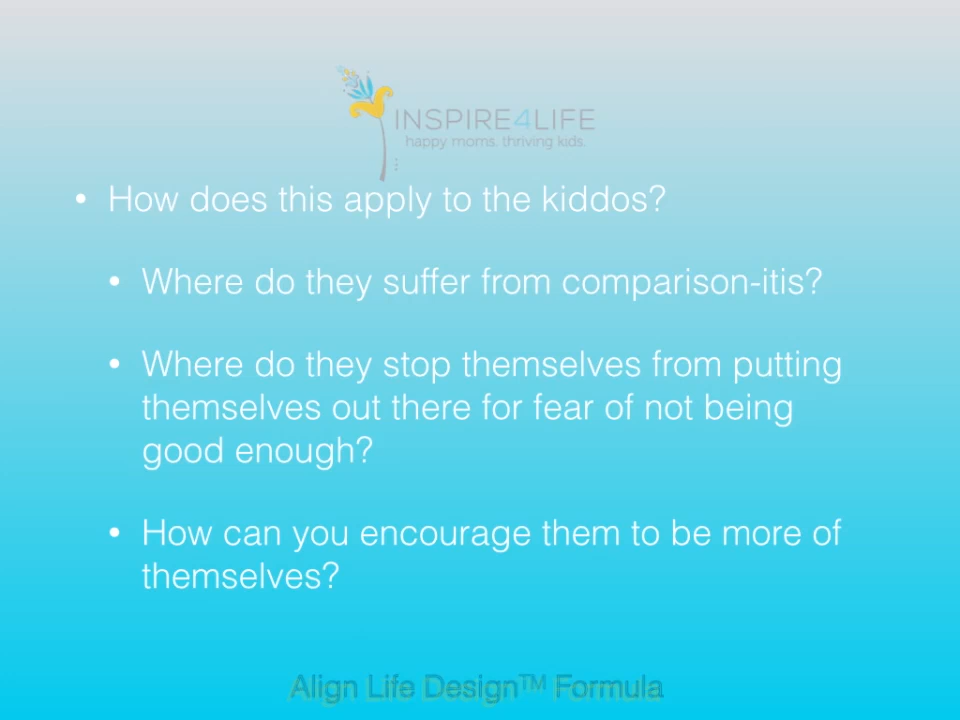 INSPIRE4LIFE
happy moms. thriving kids.
• How does this apply to the kiddos?
• Where do they suffer from comparison-itis?
• Where do they stop themselves from putting
themselves out there for fear of not being
good enough?
• How can you encourage them to be more of
themselves?
Align Life Design™ Formula